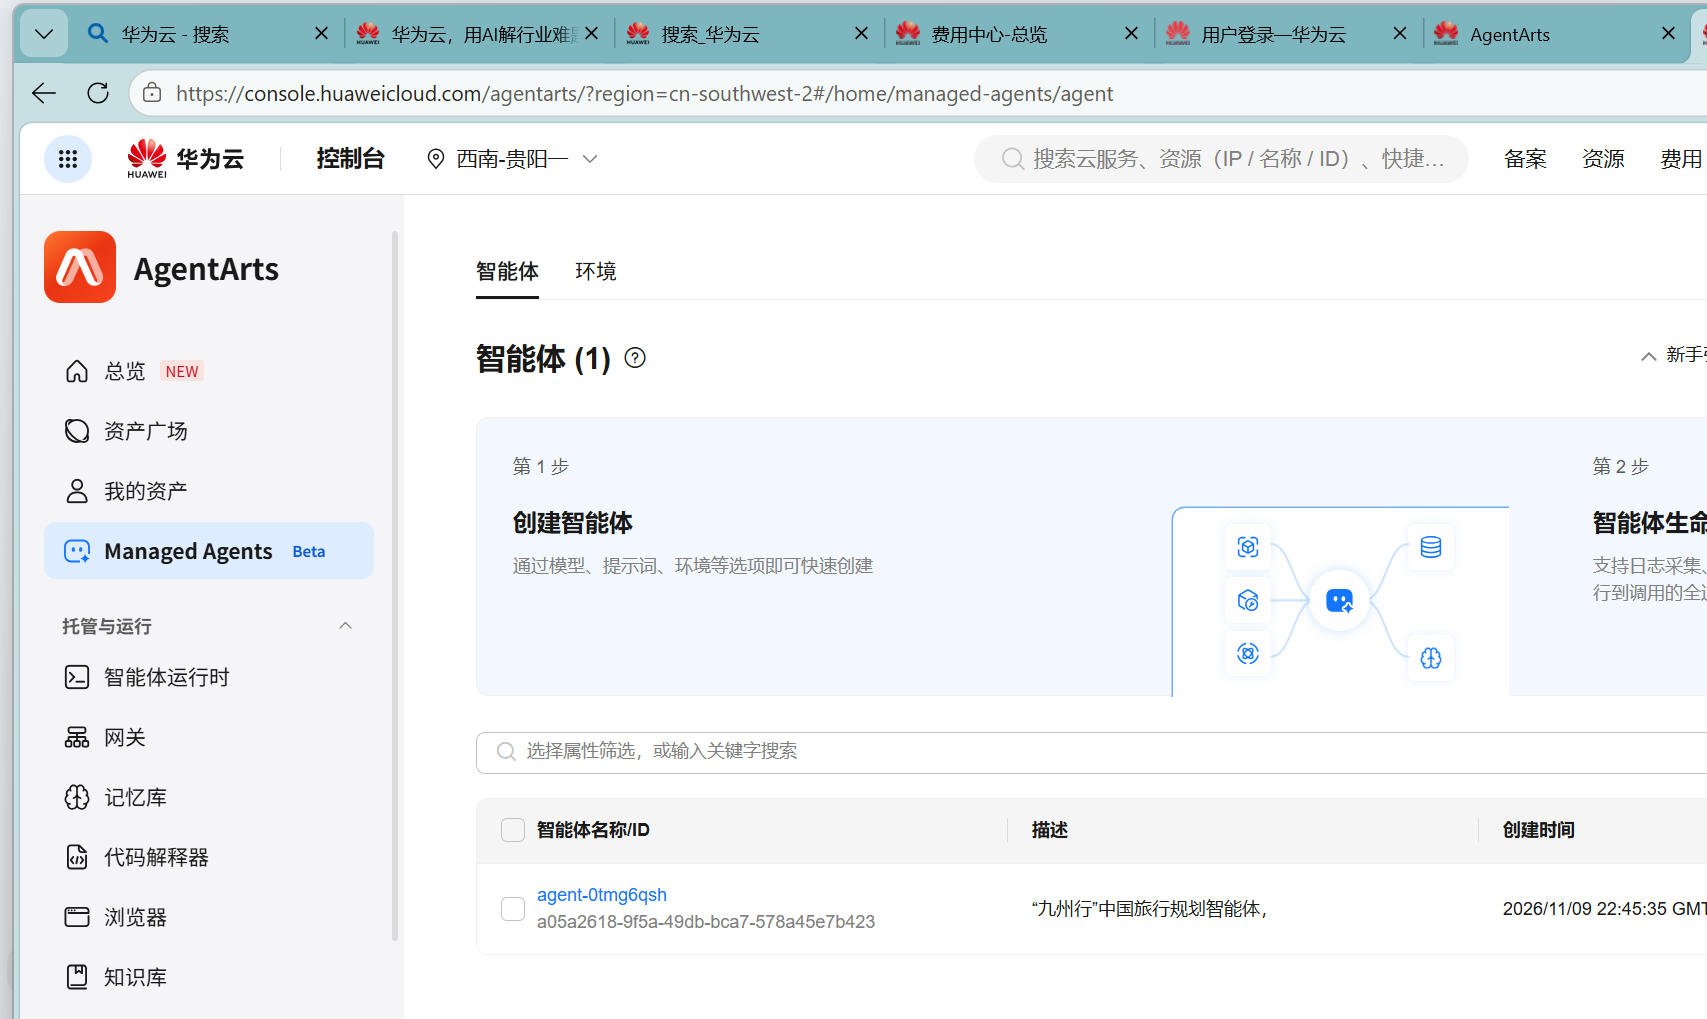 华为云 - 搜索
华为云，用AI解行业难
搜索_华为云
费用中心-总览
用户登录—华为云
AgentArts
https://console.huaweicloud.com/agentarts/?region=cn-southwest-2#/home/managed-agents/agent
HUAWEI 华为云
控制台
西南-贵阳一
搜索云服务、资源（IP / 名称 / ID）、快捷...
备案
资源
费用
AgentArts
总览 NEW
资产广场
我的资产
Managed Agents Beta
托管与运行
智能体运行时
网关
记忆库
代码解释器
浏览器
知识库
智能体
环境
智能体 (1)
新手
第 1 步
创建智能体
通过模型、提示词、环境等选项即可快速创建
第 2 步
智能体生命
支持日志采集、
行到调用的全
选择属性筛选，或输入关键字搜索
智能体名称/ID
描述
创建时间
agent-0tmg6qsh
a05a2618-9f5a-49db-bca7-578a45e7b423
“九州行”中国旅行规划智能体，
2026/11/09 22:45:35 GMT